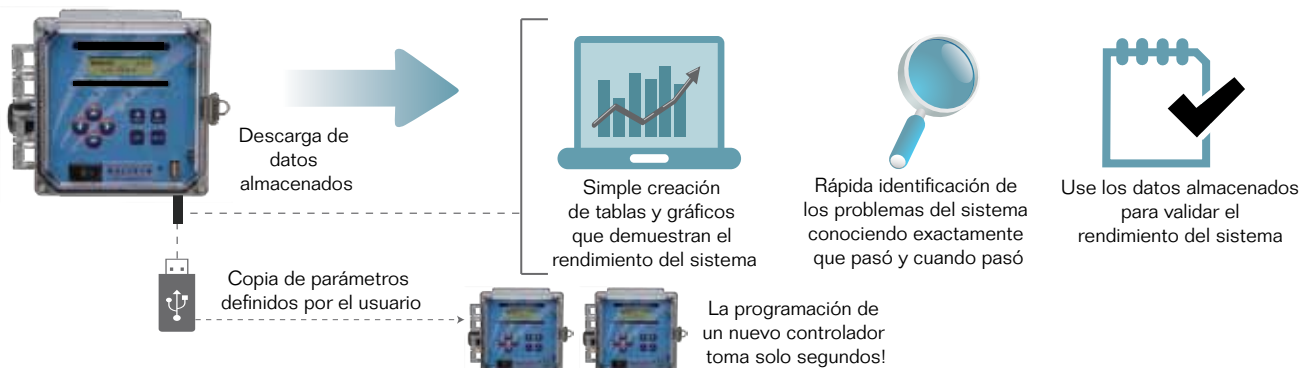 Descarga de
datos
almacenados
Simple creación
de tablas y gráficos
que demuestran el
rendimiento del sistema
Rápida identificación de
los problemas del sistema
conociendo exactamente
que pasó y cuando pasó
Use los datos almacenados
para validar el
rendimiento del sistema
Copia de parámetros
definidos por el usuario
La programación de
un nuevo controlador
toma solo segundos!